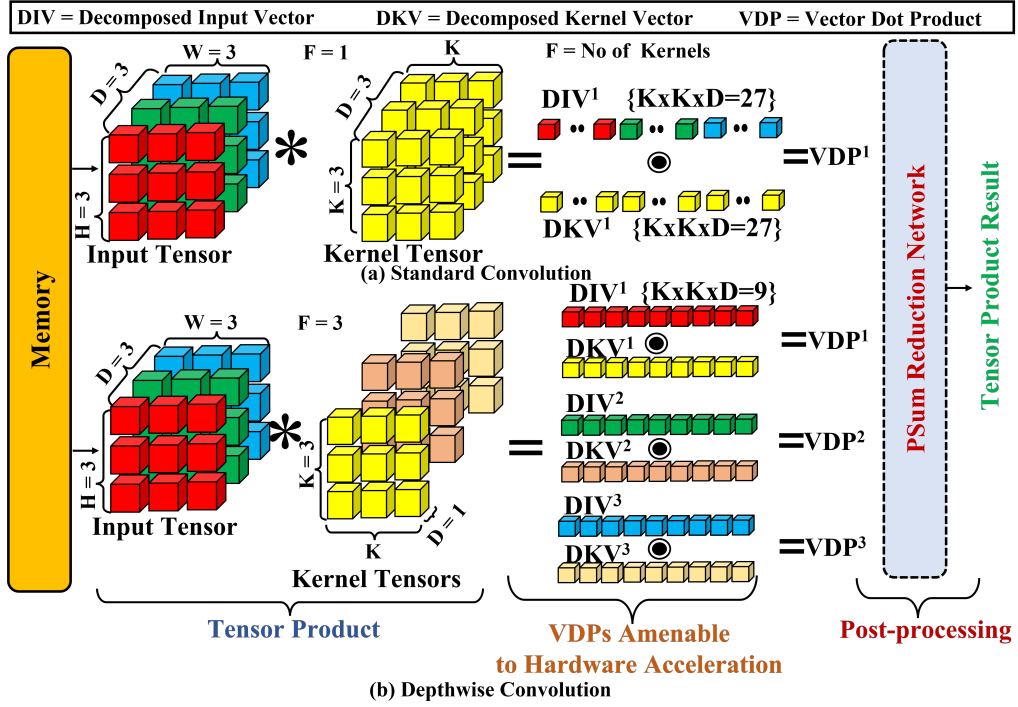 DIV = Decomposed Input Vector DKV = Decomposed Kernel Vector VDP = Vector Dot Product
Memory
W = 3
D = 3
H = 3
Input Tensor
*
F = 1
K
D = 3
K = 3
Kernel Tensor
=
F = No of Kernels
DIV¹ {KxKxD=27}
DKV¹ {KxKxD=27}
=VDP¹
(a) Standard Convolution
W = 3
D = 3
H = 3
Input Tensor
*
F = 3
K = 3
K
D = 1
Kernel Tensors
=
DIV¹ {KxKxD=9}
DKV¹
=VDP¹
DIV²
DKV²
=VDP²
DIV³
DKV³
=VDP³
PSum Reduction Network
Tensor Product Result
Tensor Product
VDPs Amenable
to Hardware Acceleration
Post-processing
(b) Depthwise Convolution